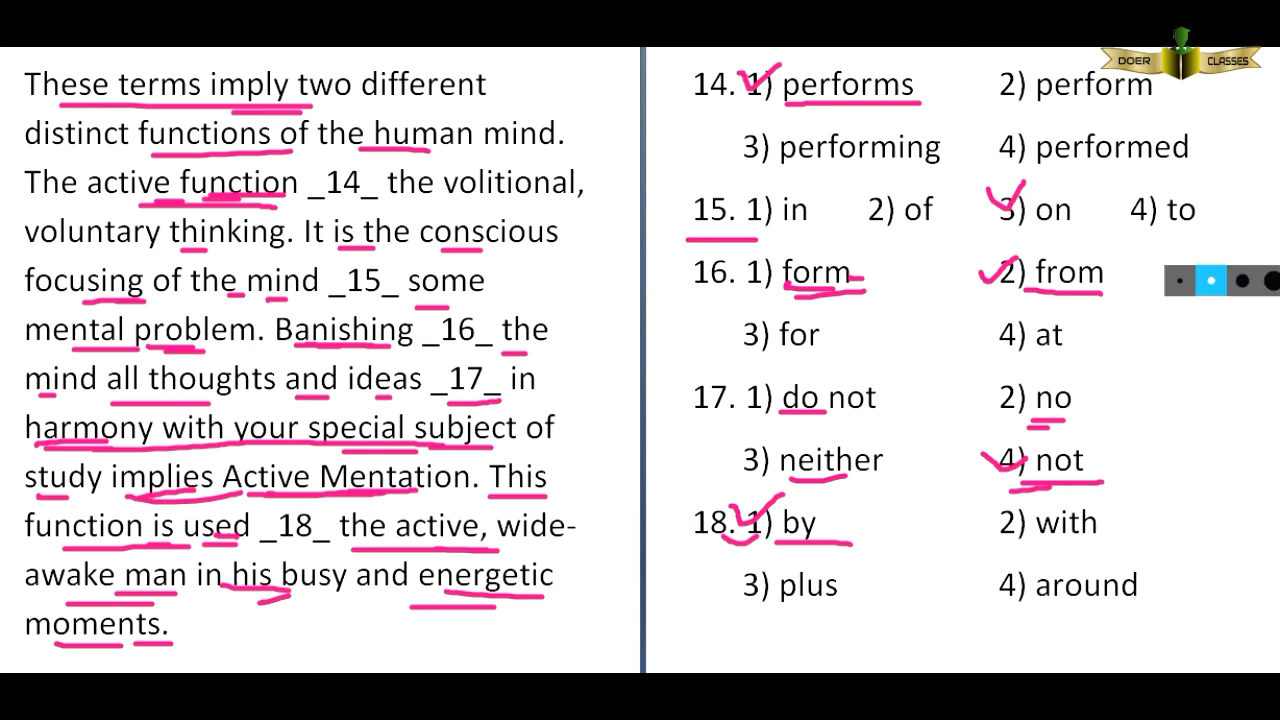 DOER CLASSES
These terms imply two different
distinct functions of the human mind.
The active function _14_ the volitional,
voluntary thinking. It is the conscious
focusing of the mind _15_ some
mental problem. Banishing _16_ the
mind all thoughts and ideas _17_ in
harmony with your special subject of
study implies Active Mentation. This
function is used _18_ the active, wide-
awake man in his busy and energetic
moments.
14. 1) performs 2) perform
3) performing 4) performed
15. 1) in 2) of 3) on 4) to
16. 1) form 2) from
3) for 4) at
17. 1) do not 2) no
3) neither 4) not
18. 1) by 2) with
3) plus 4) around